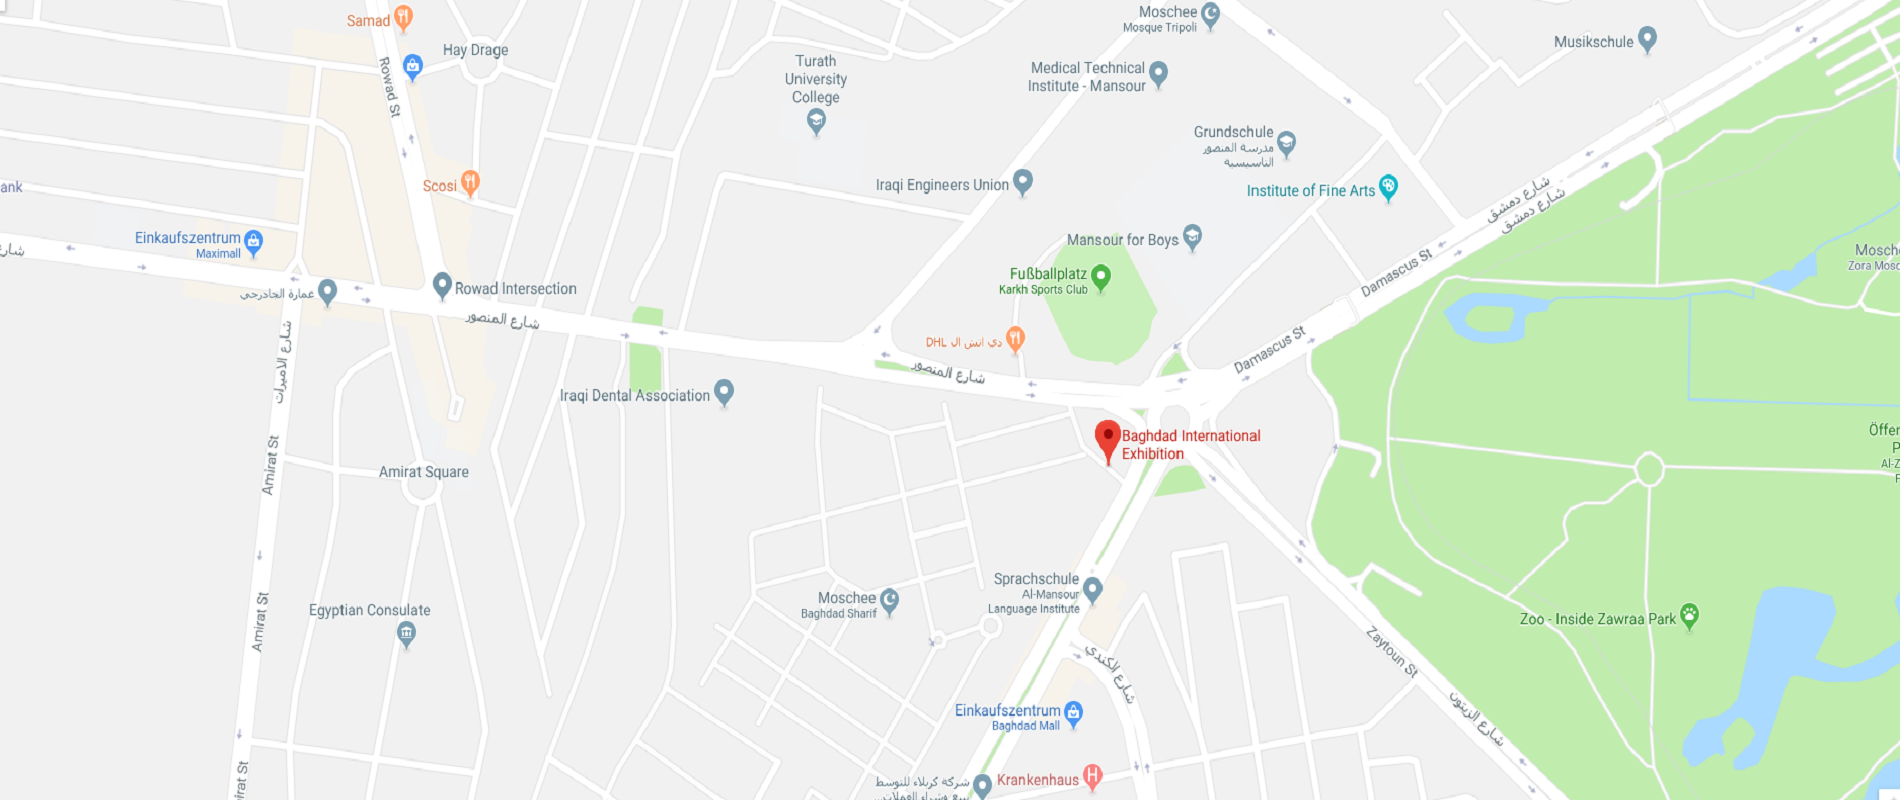 Samad
Hay Drage
Rowad St
Turath
University
College
Moschee
Mosque Tripoli
Medical Technical
Institute - Mansour
Musikschule
Grundschule
مدرسة المنصور
التاسيسية
Institute of Fine Arts
Iraqi Engineers Union
Scosi
ank
Einkaufszentrum
Maximall
شارع
عمارة الجادرجي
Rowad Intersection
شارع المنصور
Mansour for Boys
Fußballplatz
Karkh Sports Club
دي اتش ال DHL
شارع المنصور
شارع دمشق
شارع دمشق
Damascus St
Damascus St
Mosche
Zora Mosq
شارع الاميرات
Iraqi Dental Association
Baghdad International
Exhibition
Amirat St
Amirat Square
Öffer
P
Al-Z
F
Egyptian Consulate
Amirat St
Moschee
Baghdad Sharif
Sprachschule
Al-Mansour
Language Institute
Zoo - Inside Zawraa Park
Zaytoun St
شارع الكندي
شارع الزيتون
Einkaufszentrum
Baghdad Mall
Krankenhaus
شركة كربلاء للتوسط
بيع وشراء العملات...
irat St